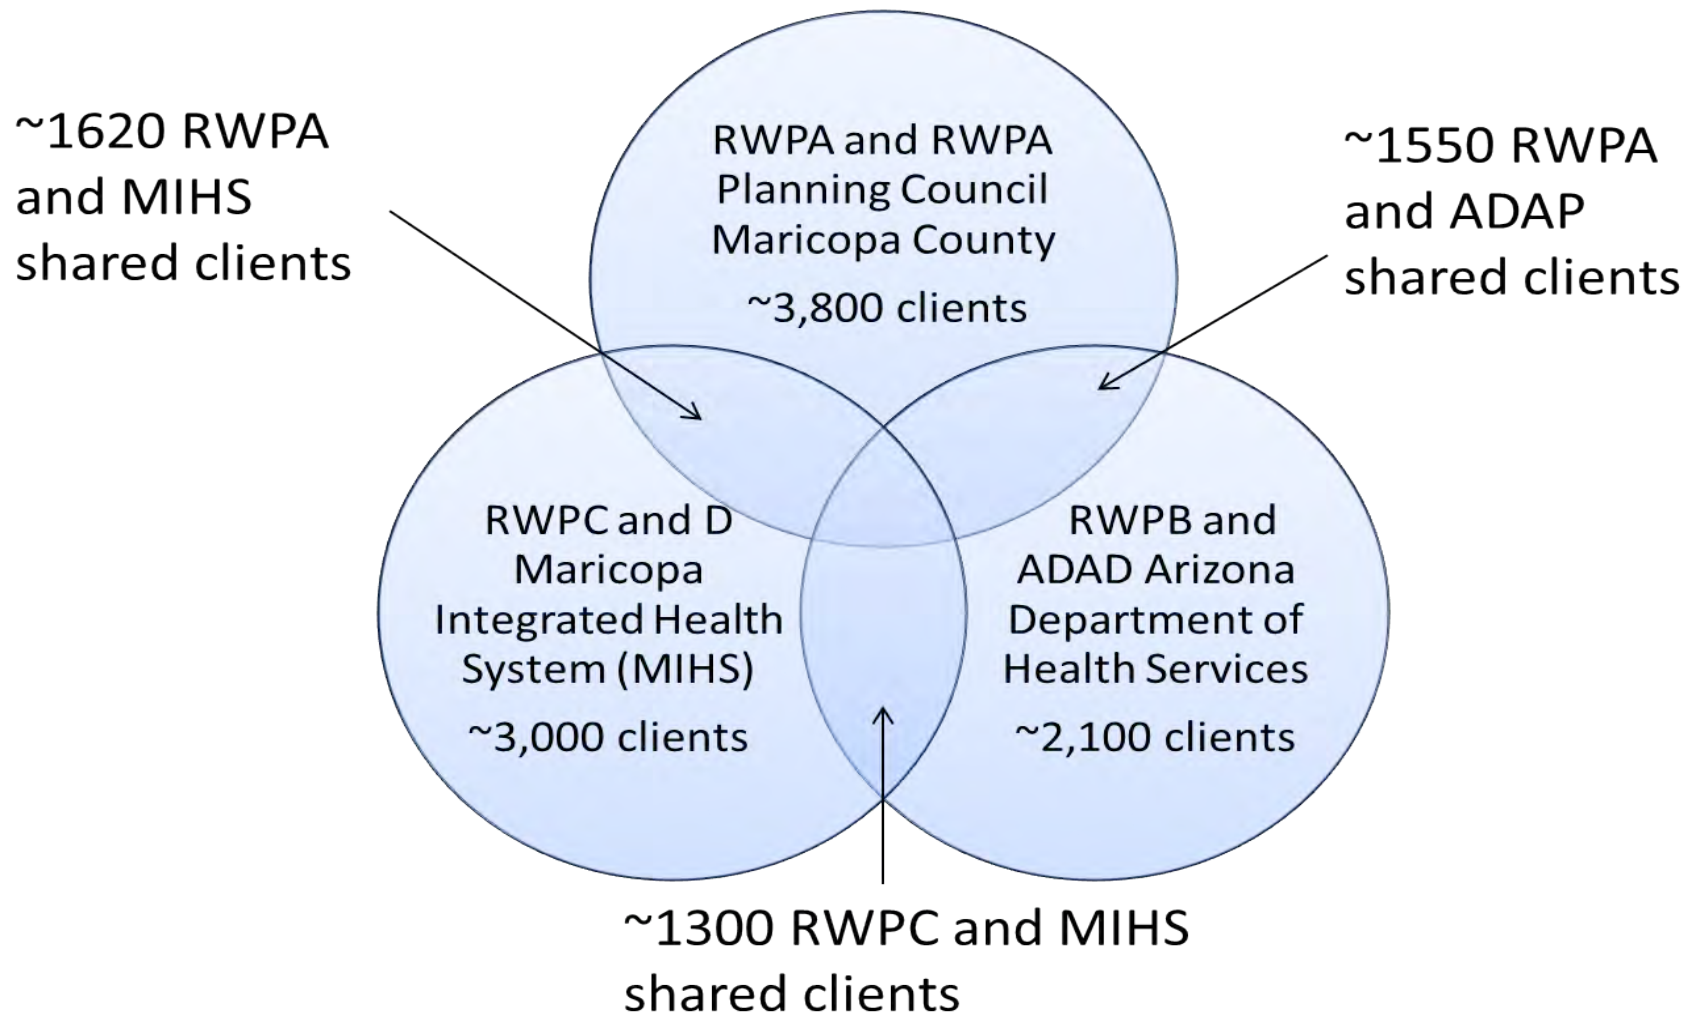 ~1620 RWPA
and MIHS
shared clients
RWPA and RWPA
Planning Council
Maricopa County
~3,800 clients
~1550 RWPA
and ADAP
shared clients
RWPC and D
Maricopa
Integrated Health
System (MIHS)
~3,000 clients
RWPB and
ADAD Arizona
Department of
Health Services
~2,100 clients
~1300 RWPC and MIHS
shared clients